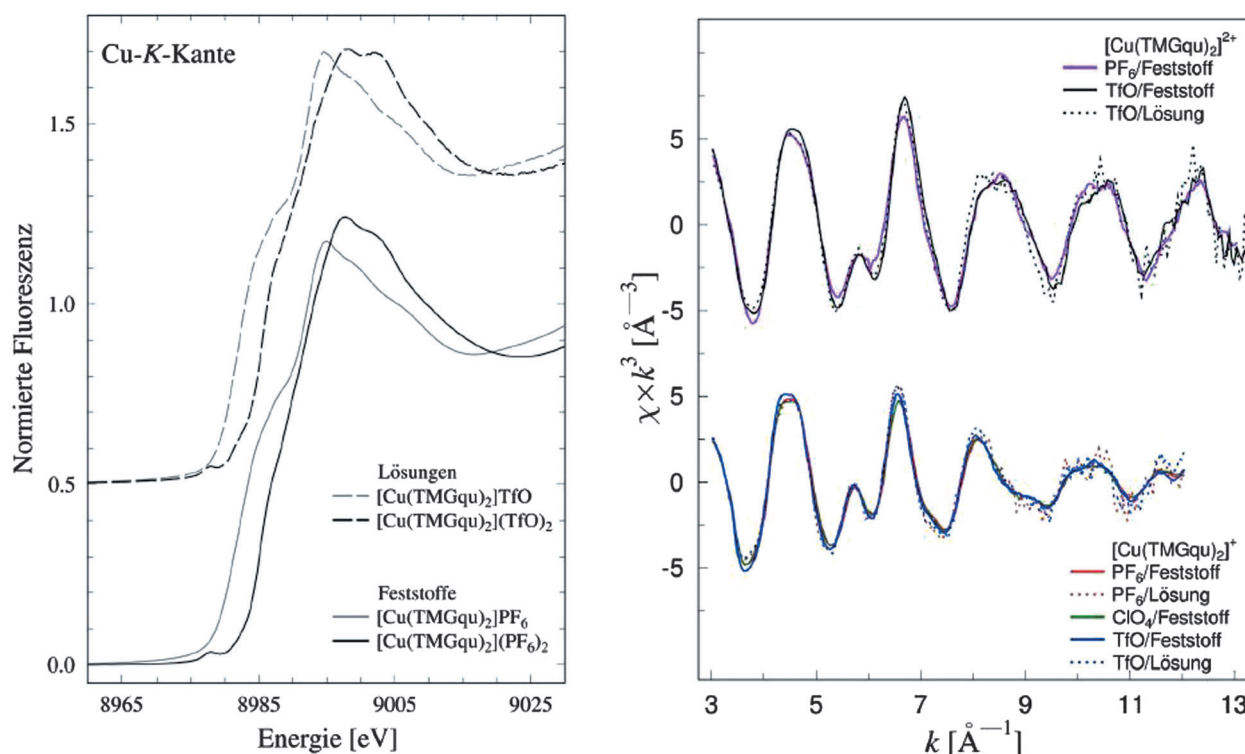 Cu-K-Kante
Normierte Fluoreszenz
1.5
1.0
0.5
0.0
Lösungen
[Cu(TMGqu)₂]TfO
[Cu(TMGqu)₂](TfO)₂
Feststoffe
[Cu(TMGqu)₂]PF₆
[Cu(TMGqu)₂](PF₆)₂
8965 8985 9005 9025
Energie [eV]
[Cu(TMGqu)₂]²⁺
PF₆/Feststoff
TfO/Feststoff
TfO/Lösung
χ×k³ [Å⁻³]
5
0
-5
5
0
-5
[Cu(TMGqu)₂]⁺
PF₆/Feststoff
PF₆/Lösung
ClO₄/Feststoff
TfO/Feststoff
TfO/Lösung
3 5 7 9 11 13
k [Å⁻¹]